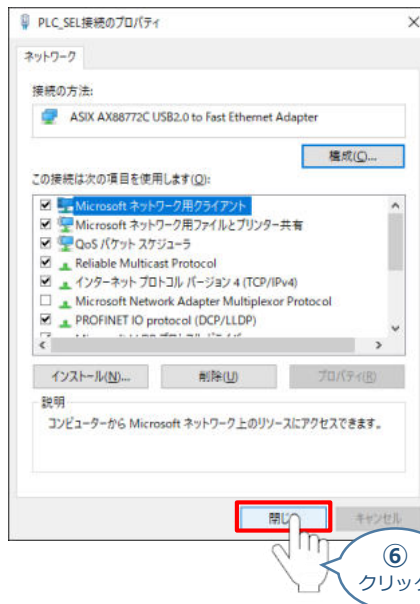 PLC_SEL接続のプロパティ
ネットワーク
接続の方法:
ASIX AX88772C USB2.0 to Fast Ethernet Adapter
構成(C)...
この接続は次の項目を使用します(O):
Microsoft ネットワーク用クライアント
Microsoft ネットワーク用ファイルとプリンター共有
QoS パケット スケジューラ
Reliable Multicast Protocol
インターネット プロトコル バージョン 4 (TCP/IPv4)
Microsoft Network Adapter Multiplexor Protocol
PROFINET IO protocol (DCP/LLDP)
インストール(N)...
削除(U)
プロパティ(R)
説明
コンピューターから Microsoft ネットワーク上のリソースにアクセスできます。
閉じ
キャンセル
⑥
クリック